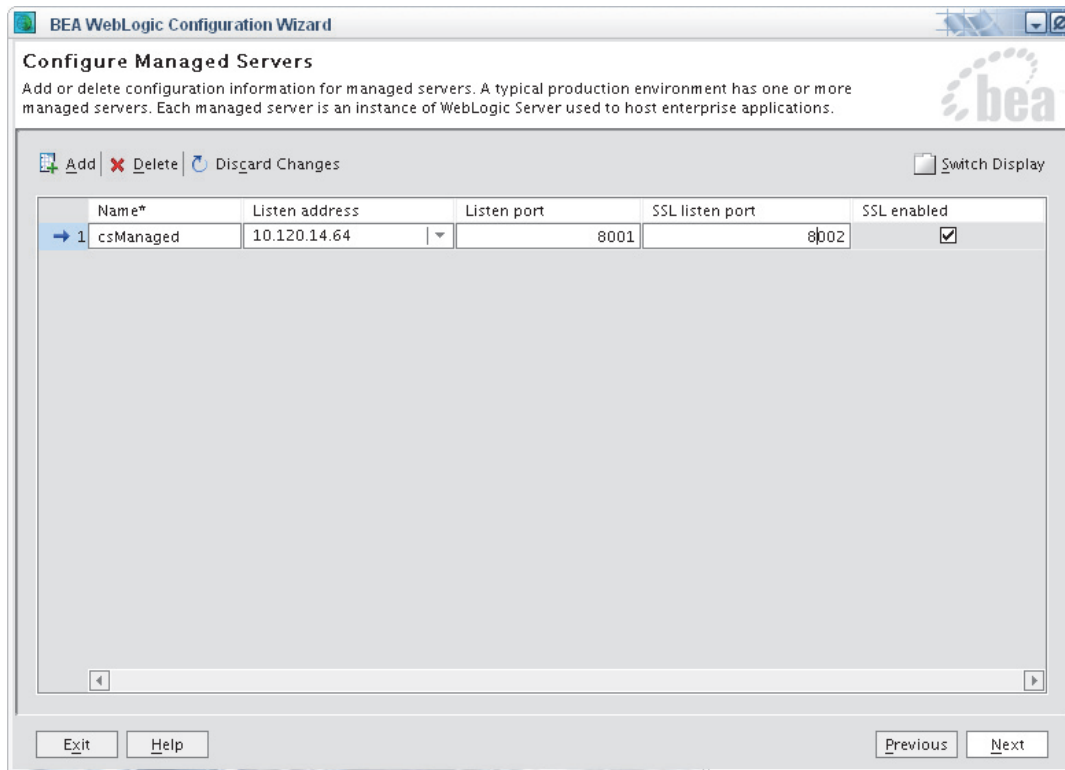 BEA WebLogic Configuration Wizard
Configure Managed Servers
Add or delete configuration information for managed servers. A typical production environment has one or more
managed servers. Each managed server is an instance of WebLogic Server used to host enterprise applications.
bea
Add Delete Discard Changes Switch Display
Name* Listen address Listen port SSL listen port SSL enabled
1 csManaged 10.120.14.64 8001 8002
Exit Help Previous Next